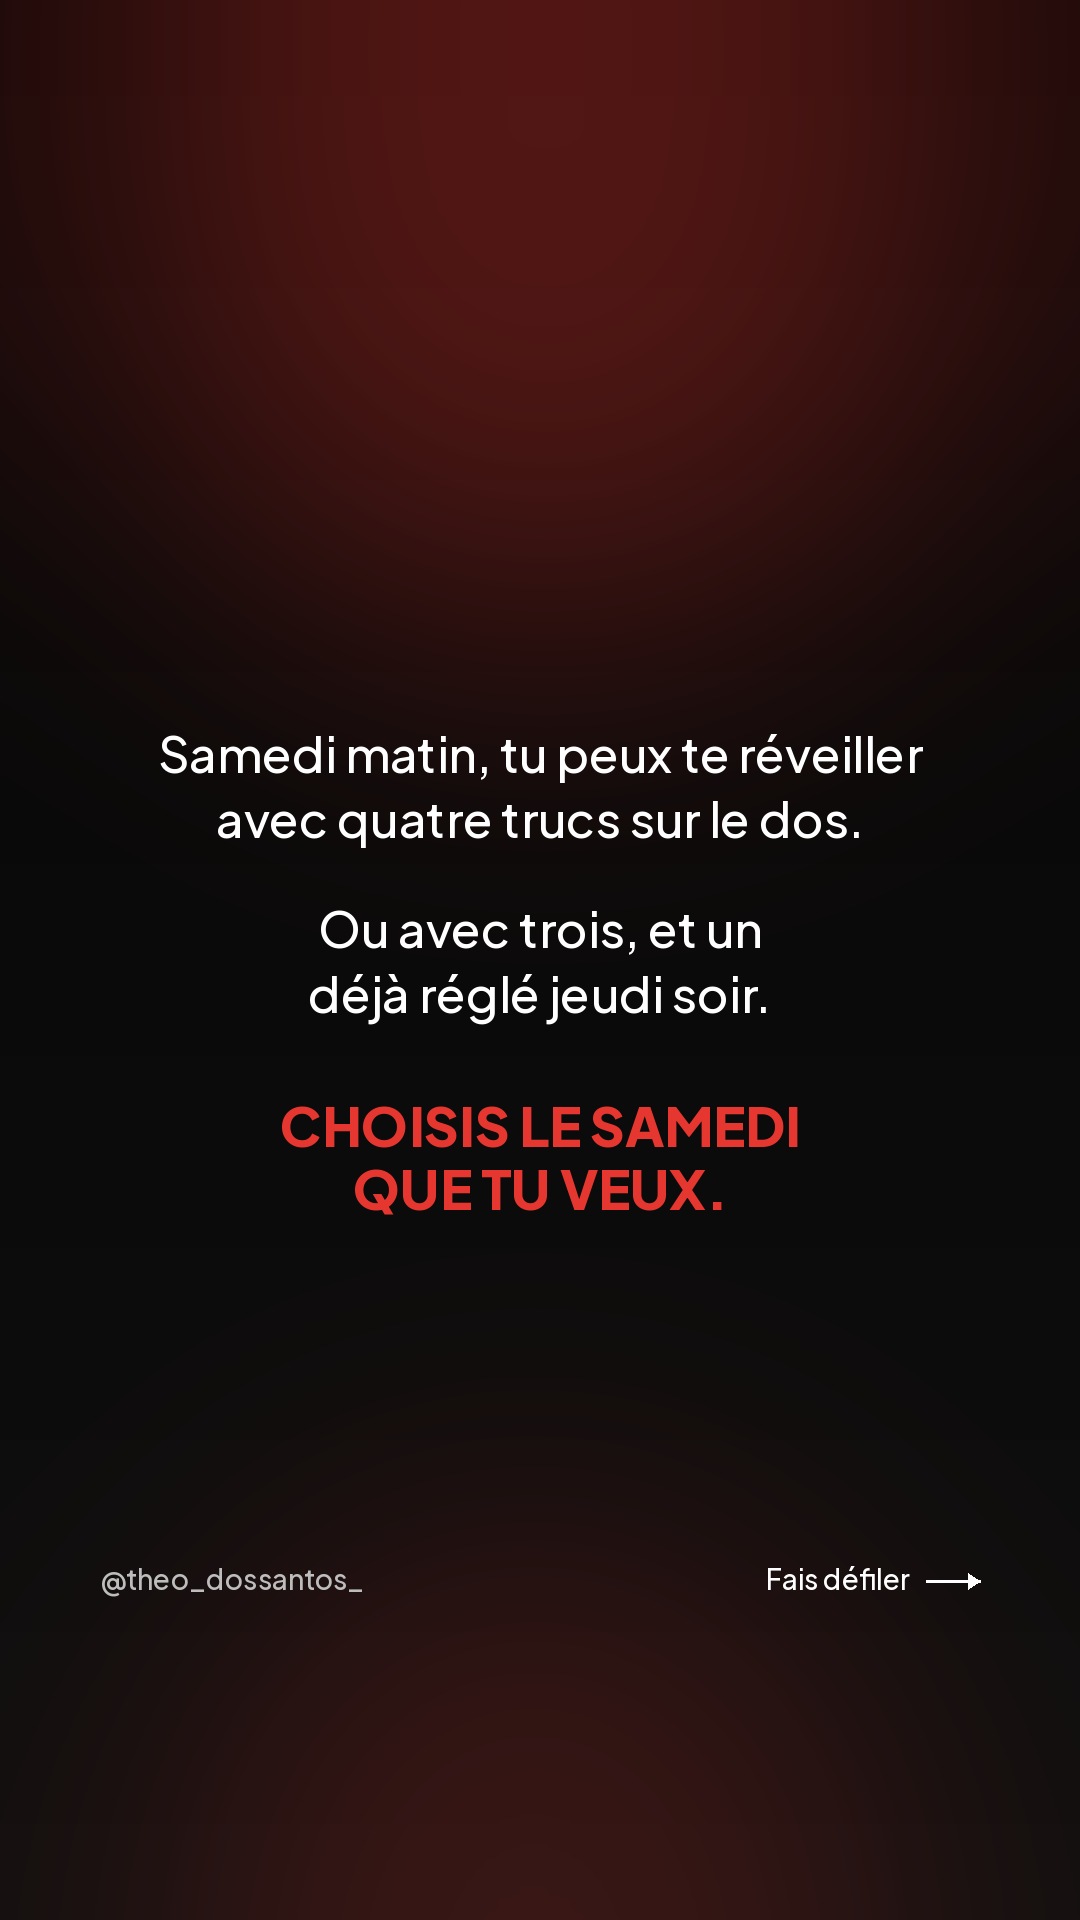 Samedi matin, tu peux te réveiller
avec quatre trucs sur le dos.
Ou avec trois, et un
déjà réglé jeudi soir.
CHOISIS LE SAMEDI
QUE TU VEUX.
@theo_dossantos_
Fais défiler